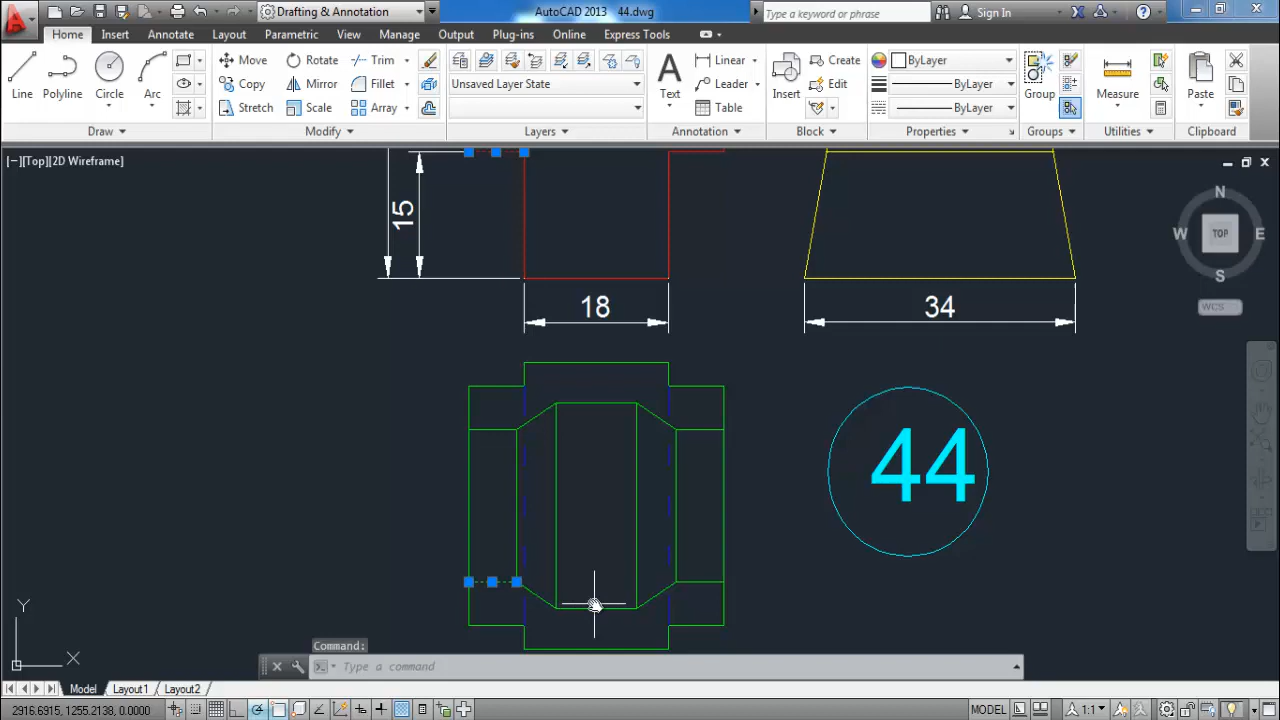 Drafting & Annotation
AutoCAD 2013 44.dwg
Type a keyword or phrase
Sign In
Home Insert Annotate Layout Parametric View Manage Output Plug-ins Online Express Tools
Line Polyline Circle Arc
Move Rotate Trim
Copy Mirror Fillet
Stretch Scale Array
Unsaved Layer State
0
Text
Linear
Leader
Table
Insert
Create
Edit
ByLayer
ByLayer
ByLayer
Group
Measure
Paste
Draw Modify Layers Annotation Block Properties Groups Utilities Clipboard
[−][Top][2D Wireframe]
N
W TOP E
S
WCS
15
18
34
44
Y
X
Command:
Type a command
Model Layout1 Layout2
2916.6915, 1255.2138, 0.0000
MODEL
1:1